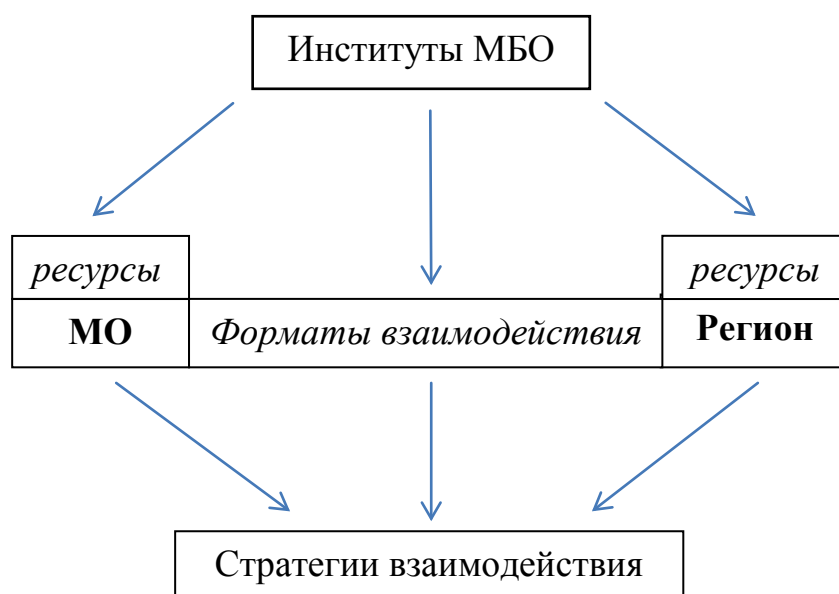 Институты МБО
ресурсы
ресурсы
МО
Форматы взаимодействия
Регион
Стратегии взаимодействия